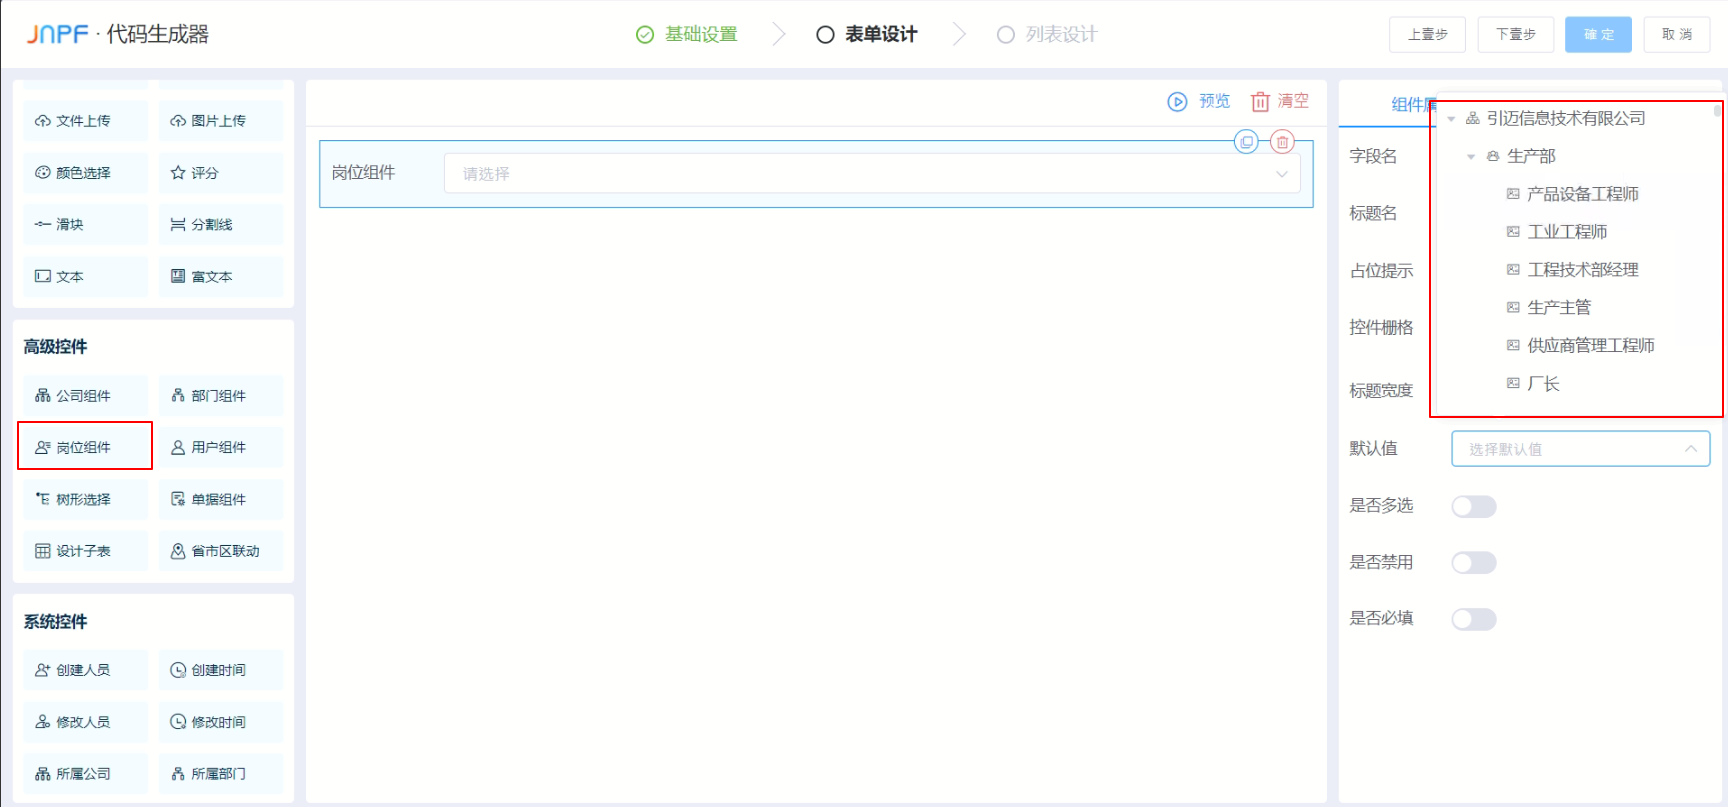 JNPF · 代码生成器
基础设置
表单设计
列表设计
上壹步
下壹步
確 定
取 消
文件上传
图片上传
颜色选择
评分
滑块
分割线
文本
富文本
高级控件
公司组件
部门组件
岗位组件
用户组件
树形选择
单据组件
设计子表
省市区联动
系统控件
创建人员
创建时间
修改人员
修改时间
所属公司
所属部门
预览
清空
岗位组件
请选择
组件
字段名
标题名
占位提示
控件栅格
标题宽度
默认值
选择默认值
是否多选
是否禁用
是否必填
引迈信息技术有限公司
生产部
产品设备工程师
工业工程师
工程技术部经理
生产主管
供应商管理工程师
厂长